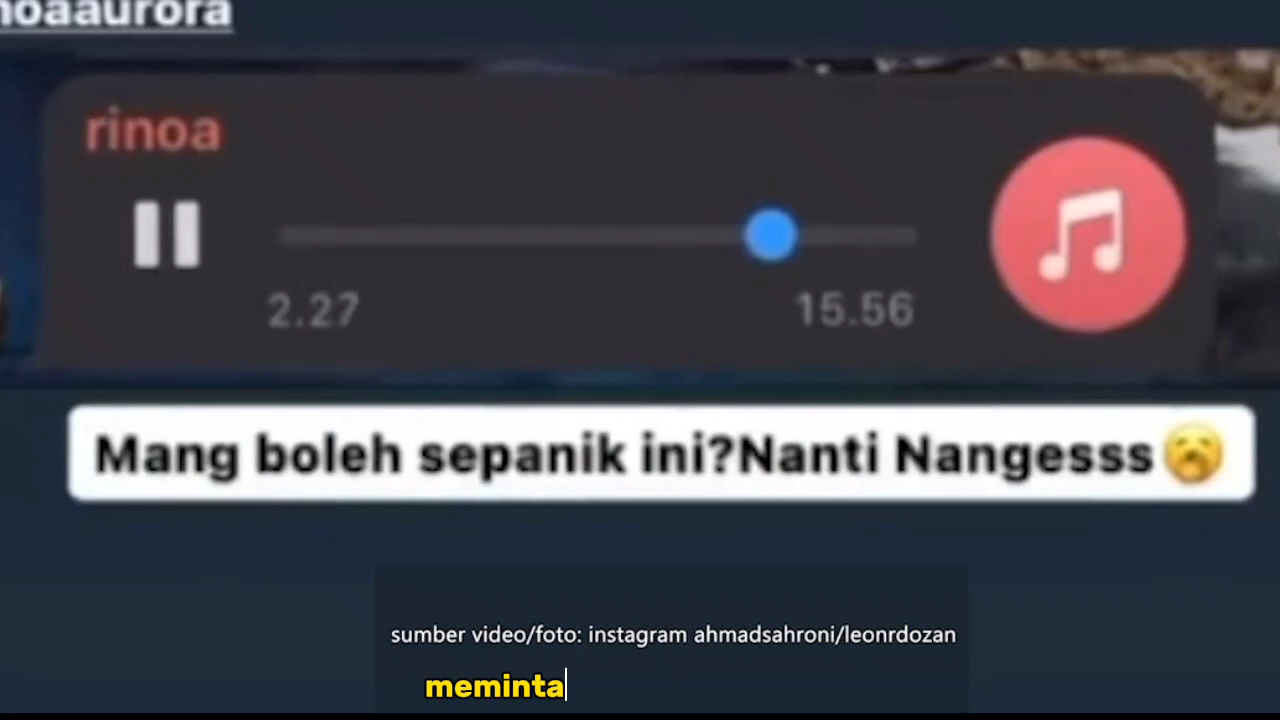 noaaurora
rinoa
2.27
15.56
Mang boleh sepanik ini?Nanti Nangesss🥱
sumber video/foto: instagram ahmadsahroni/leonrdozan
meminta